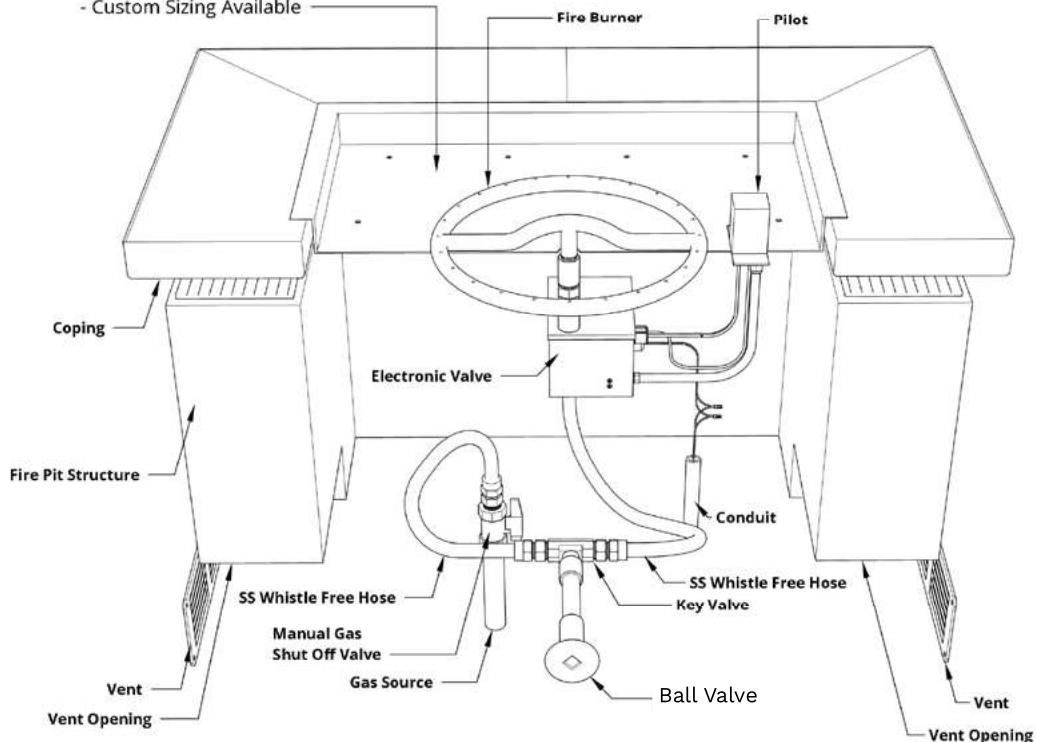 - Custom Sizing Available
Fire Burner
Pilot
Coping
Electronic Valve
Fire Pit Structure
Conduit
SS Whistle Free Hose
SS Whistle Free Hose
Key Valve
Manual Gas
Shut Off Valve
Gas Source
Ball Valve
Vent
Vent
Vent Opening
Vent Opening